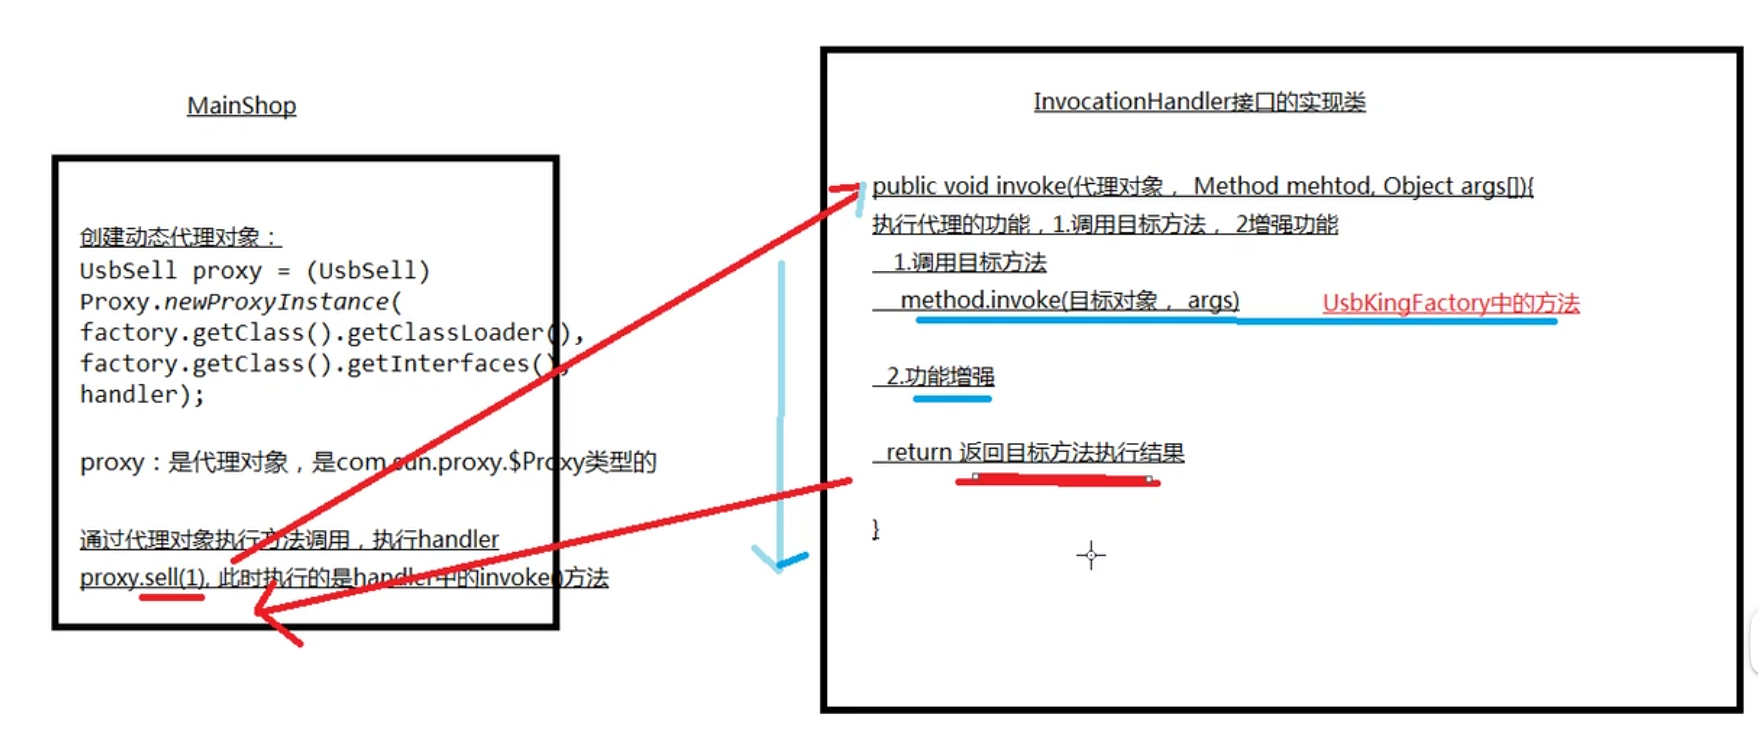 MainShop
创建动态代理对象：
UsbSell proxy = (UsbSell)
Proxy.newProxyInstance(
factory.getClass().getClassLoader(),
factory.getClass().getInterfaces(),
handler);
proxy：是代理对象，是com.sun.proxy.$Proxy类型的
通过代理对象执行方法调用，执行handler
proxy.sell(1), 此时执行的是handler中的invoke()方法
InvocationHandler接口的实现类
public void invoke(代理对象， Method mehtod, Object args[]){
执行代理的功能，1.调用目标方法， 2增强功能
1.调用目标方法
method.invoke(目标对象， args) UsbKingFactory中的方法
2.功能增强
return 返回目标方法执行结果
}